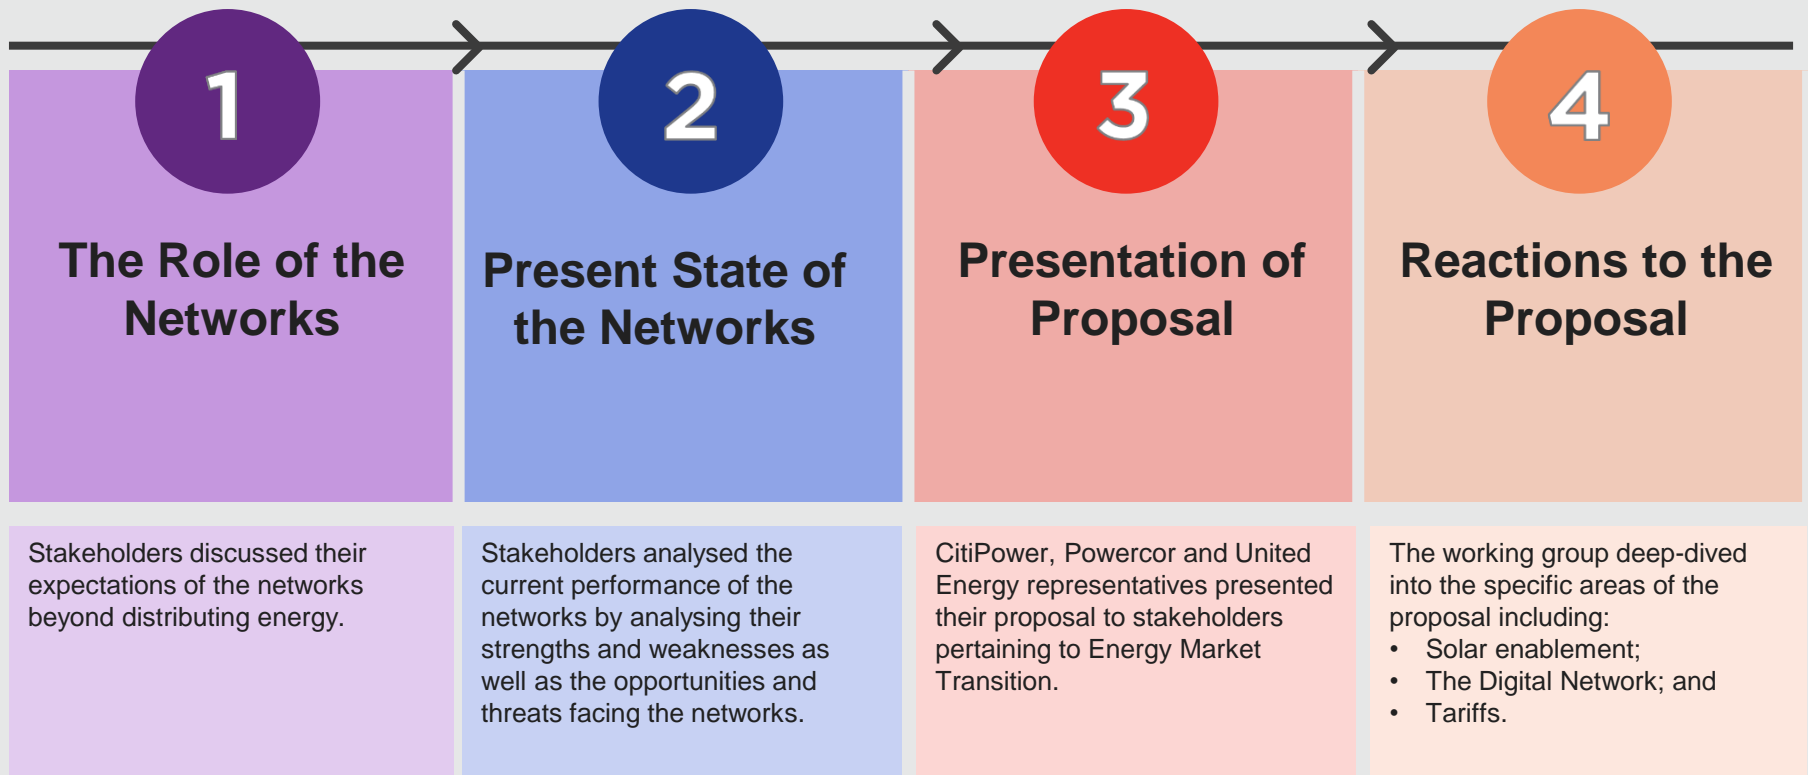 1
The Role of the
Networks
Stakeholders discussed their
expectations of the networks
beyond distributing energy.
2
Present State of
the Networks
Stakeholders analysed the
current performance of the
networks by analysing their
strengths and weaknesses as
well as the opportunities and
threats facing the networks.
3
Presentation of
Proposal
CitiPower, Powercor and United
Energy representatives presented
their proposal to stakeholders
pertaining to Energy Market
Transition.
4
Reactions to the
Proposal
The working group deep-dived
into the specific areas of the
proposal including:
• Solar enablement;
• The Digital Network; and
• Tariffs.